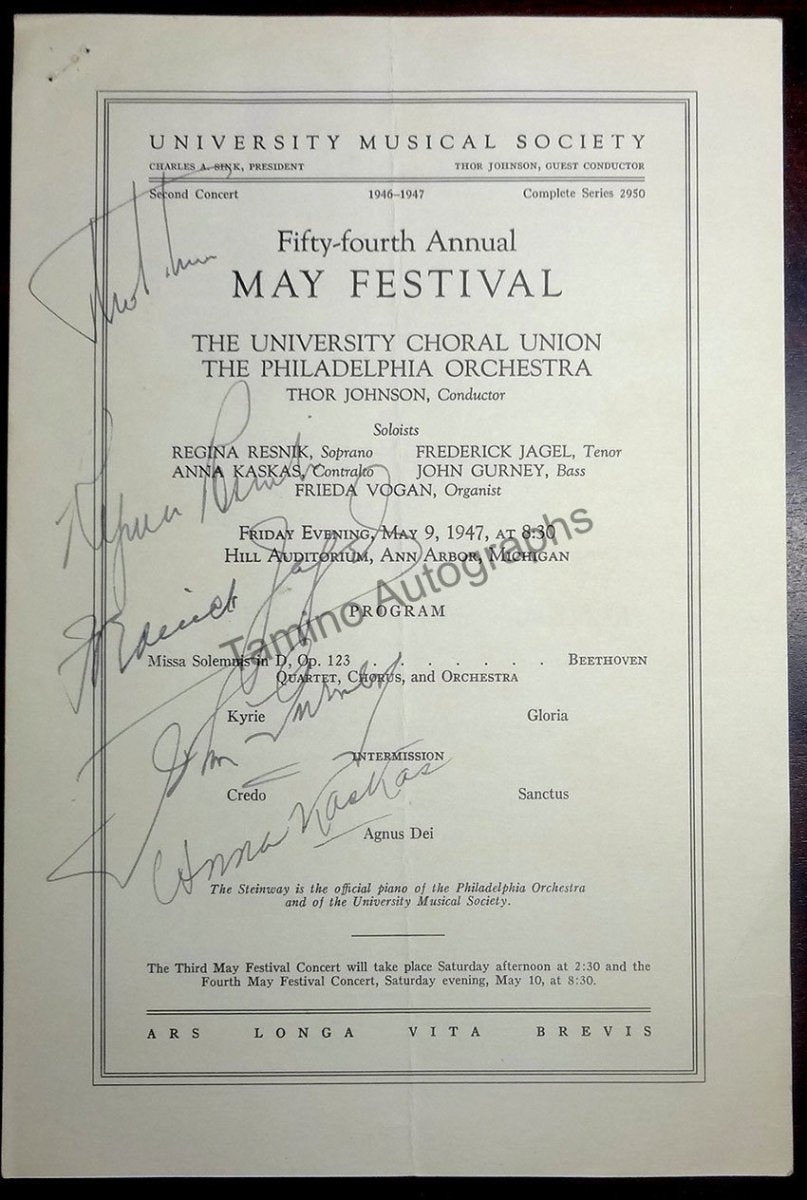 UNIVERSITY MUSICAL SOCIETY
CHARLES A. SINK, PRESIDENT THOR JOHNSON, GUEST CONDUCTOR
Second Concert 1946–1947 Complete Series 2950
Fifty-fourth Annual
MAY FESTIVAL
THE UNIVERSITY CHORAL UNION
THE PHILADELPHIA ORCHESTRA
THOR JOHNSON, Conductor
Soloists
REGINA RESNIK, Soprano FREDERICK JAGEL, Tenor
ANNA KASKAS, Contralto JOHN GURNEY, Bass
FRIEDA VOGAN, Organist
Regina Resnik
FRIDAY EVENING, MAY 9, 1947, AT 8:30
HILL AUDITORIUM, ANN ARBOR, MICHIGAN
Tamino Autographs
Frederick Jagel
PROGRAM
Missa Solemnis in D, Op. 123 . . . . . . . BEETHOVEN
QUARTET, CHORUS, AND ORCHESTRA
Kyrie Gloria
John Gurney
INTERMISSION
Credo Sanctus
Anna Kaskas
Agnus Dei
The Steinway is the official piano of the Philadelphia Orchestra
and of the University Musical Society.
The Third May Festival Concert will take place Saturday afternoon at 2:30 and the
Fourth May Festival Concert, Saturday evening, May 10, at 8:30.
ARS LONGA VITA BREVIS